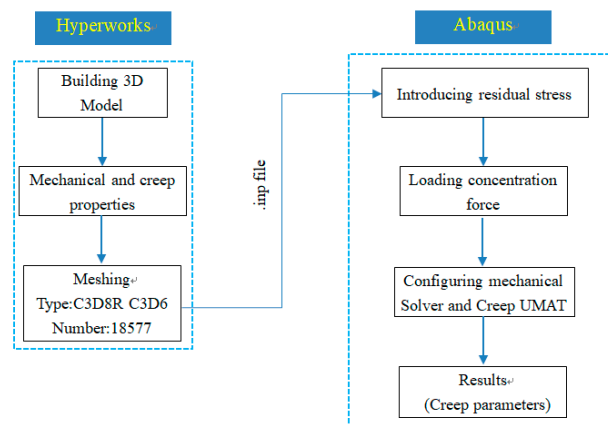 Hyperworks
Building 3D
Model
Mechanical and creep
properties
Meshing
Type:C3D8R C3D6
Number:18577
.inp file
Abaqus
Introducing residual stress
Loading concentration
force
Configuring mechanical
Solver and Creep UMAT
Results
(Creep parameters)